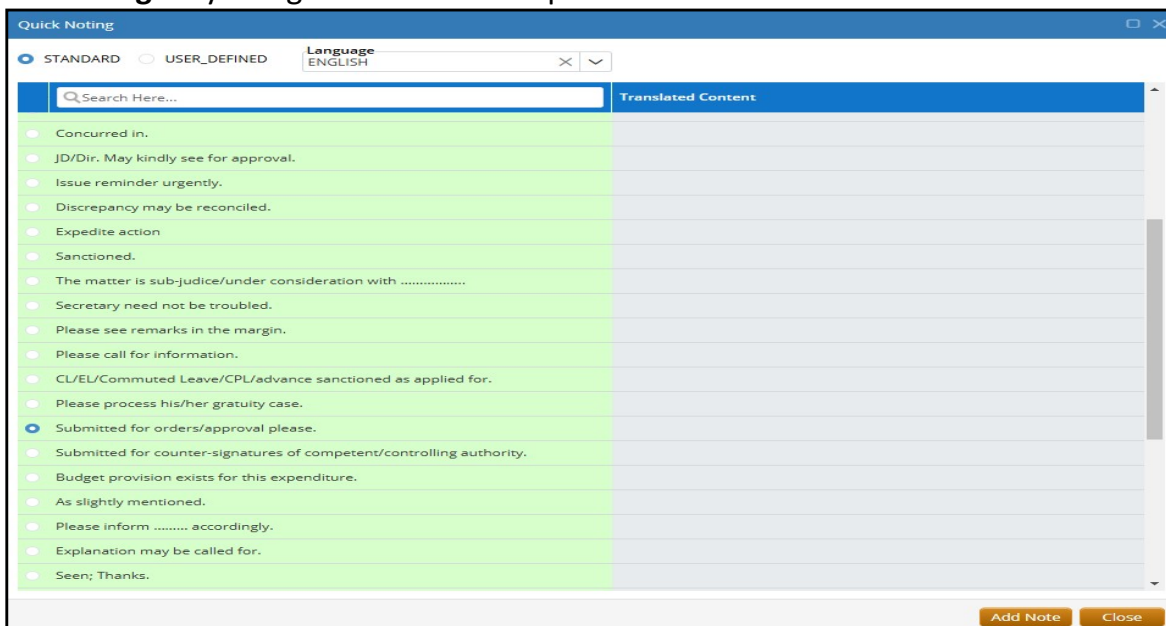 Quick Noting
STANDARD USER_DEFINED Language
ENGLISH
Search Here... Translated Content
Concurred in.
JD/Dir. May kindly see for approval.
Issue reminder urgently.
Discrepancy may be reconciled.
Expedite action
Sanctioned.
The matter is sub-judice/under consideration with ................
Secretary need not be troubled.
Please see remarks in the margin.
Please call for information.
CL/EL/Commuted Leave/CPL/advance sanctioned as applied for.
Please process his/her gratuity case.
Submitted for orders/approval please.
Submitted for counter-signatures of competent/controlling authority.
Budget provision exists for this expenditure.
As slightly mentioned.
Please inform ......... accordingly.
Explanation may be called for.
Seen; Thanks.
Add Note Close